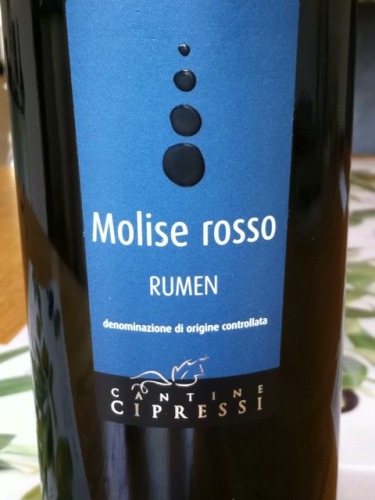 Molise rosso
RUMEN
denominazione di origine controllata
CANTINE
CIPRESSI